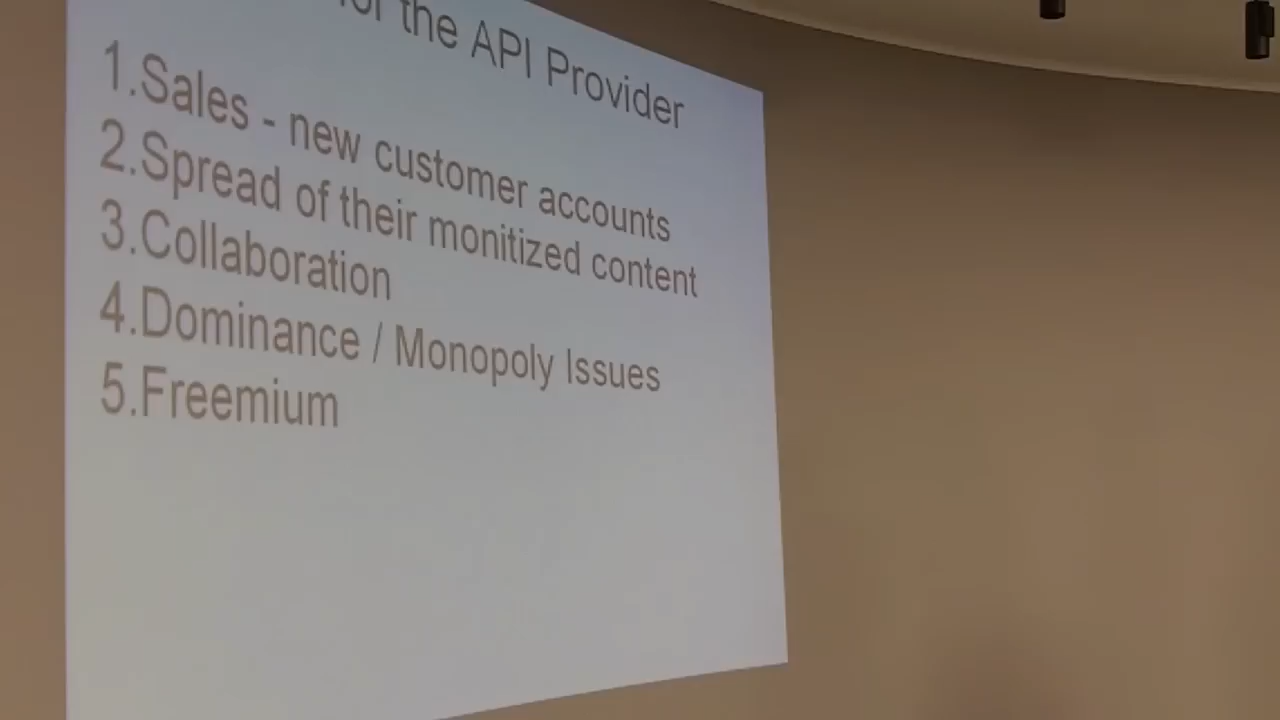 for the API Provider
1.Sales - new customer accounts
2.Spread of their monitized content
3.Collaboration
4.Dominance / Monopoly Issues
5.Freemium